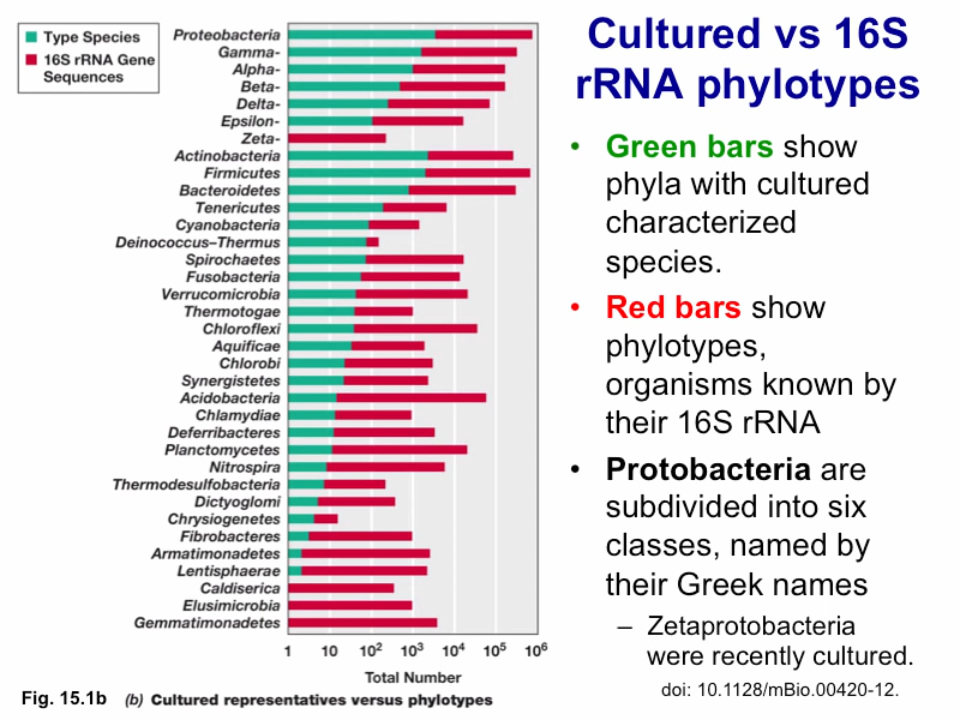 Cultured vs 16S
rRNA phylotypes
Type Species
16S rRNA Gene
Sequences
Proteobacteria
Gamma-
Alpha-
Beta-
Delta-
Epsilon-
Zeta-
Actinobacteria
Firmicutes
Bacteroidetes
Tenericutes
Cyanobacteria
Deinococcus–Thermus
Spirochaetes
Fusobacteria
Verrucomicrobia
Thermotogae
Chloroflexi
Aquificae
Chlorobi
Synergistetes
Acidobacteria
Chlamydiae
Deferribacteres
Planctomycetes
Nitrospira
Thermodesulfobacteria
Dictyoglomi
Chrysiogenetes
Fibrobacteres
Armatimonadetes
Lentisphaerae
Caldiserica
Elusimicrobia
Gemmatimonadetes
1 10 10² 10³ 10⁴ 10⁵ 10⁶
Total Number
Fig. 15.1b (b) Cultured representatives versus phylotypes
• Green bars show
phyla with cultured
characterized
species.
• Red bars show
phylotypes,
organisms known by
their 16S rRNA
• Protobacteria are
subdivided into six
classes, named by
their Greek names
– Zetaprotobacteria
were recently cultured.
doi: 10.1128/mBio.00420-12.